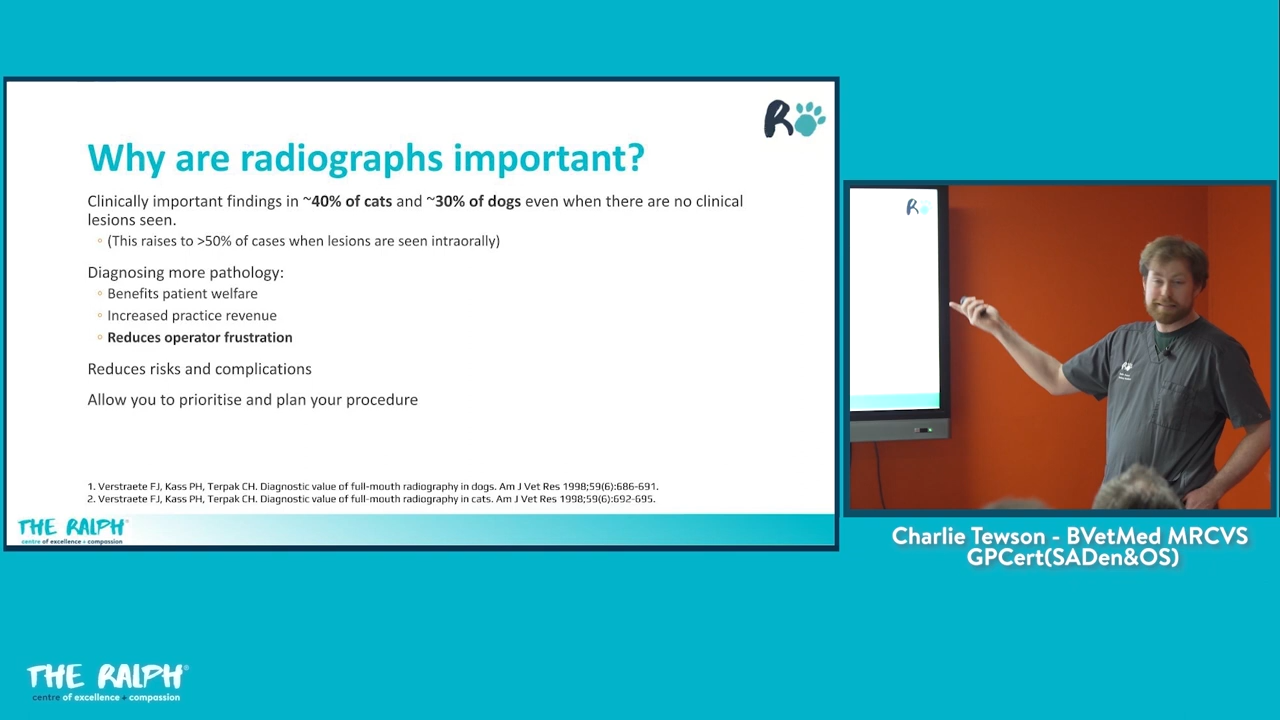 Why are radiographs important?
Clinically important findings in ~40% of cats and ~30% of dogs even when there are no clinical
lesions seen.
(This raises to >50% of cases when lesions are seen intraorally)
Diagnosing more pathology:
Benefits patient welfare
Increased practice revenue
Reduces operator frustration
Reduces risks and complications
Allow you to prioritise and plan your procedure
1. Verstraete FJ, Kass PH, Terpak CH. Diagnostic value of full-mouth radiography in dogs. Am J Vet Res 1998;59(6):686-691.
2. Verstraete FJ, Kass PH, Terpak CH. Diagnostic value of full-mouth radiography in cats. Am J Vet Res 1998;59(6):692-695.
THE RALPH®
centre of excellence + compassion
R
R
Charlie Tewson - BVetMed MRCVS
GPCert(SADen&OS)
THE RALPH®
centre of excellence + compassion